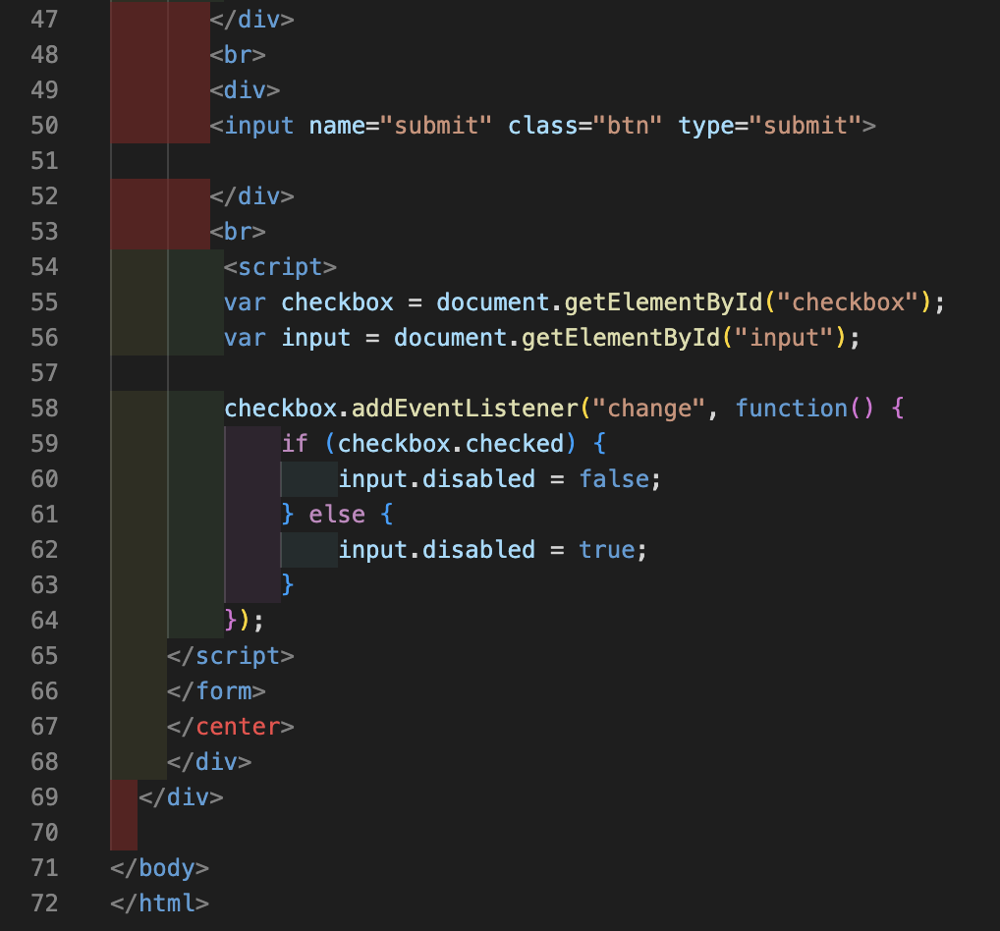 47 </div>
48 <br>
49 <div>
50 <input name="submit" class="btn" type="submit">
51
52 </div>
53 <br>
54 <script>
55 var checkbox = document.getElementById("checkbox");
56 var input = document.getElementById("input");
57
58 checkbox.addEventListener("change", function() {
59 if (checkbox.checked) {
60 input.disabled = false;
61 } else {
62 input.disabled = true;
63 }
64 });
65 </script>
66 </form>
67 </center>
68 </div>
69 </div>
70
71 </body>
72 </html>